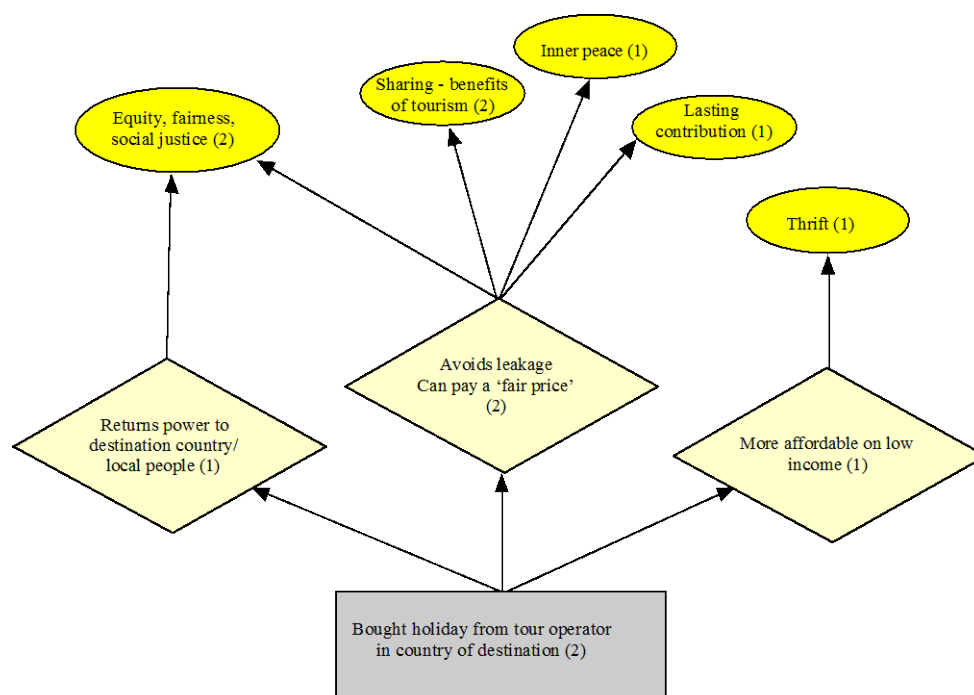 Inner peace (1)
Sharing - benefits
of tourism (2)
Lasting
contribution (1)
Equity, fairness,
social justice (2)
Thrift (1)
Avoids leakage
Can pay a ‘fair price’
(2)
Returns power to
destination country/
local people (1)
More affordable on low
income (1)
Bought holiday from tour operator
in country of destination (2)